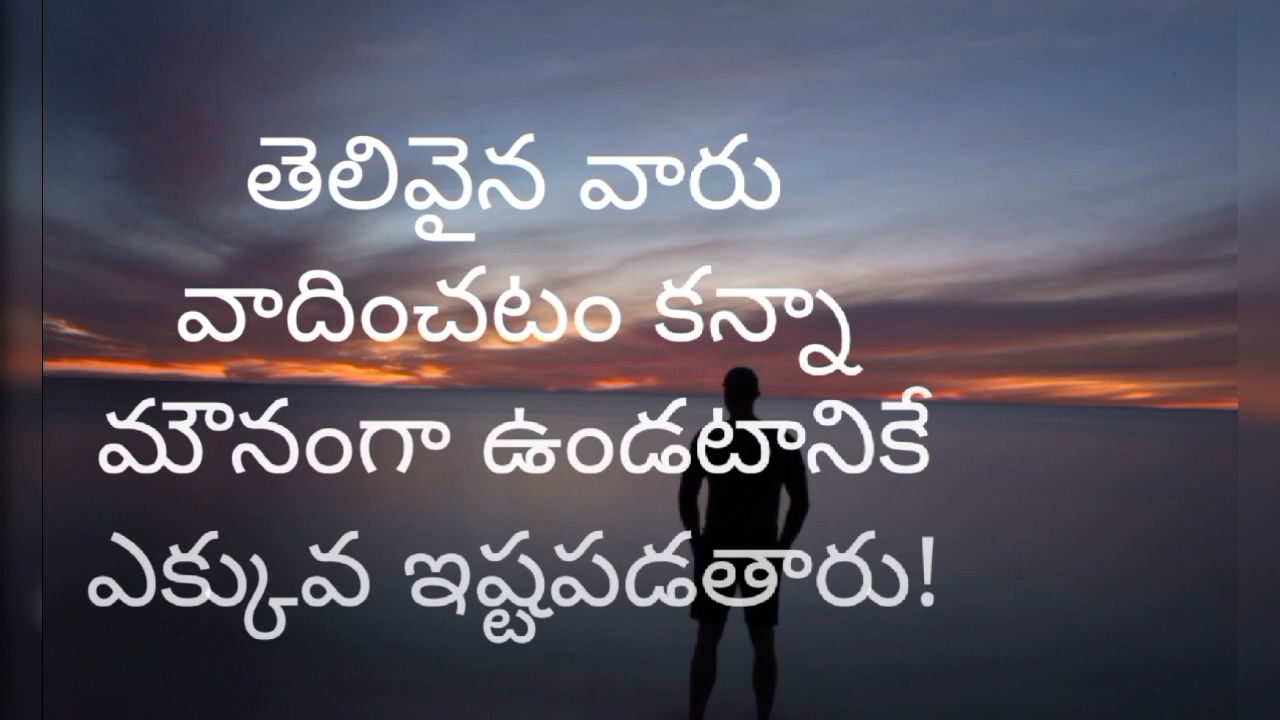 తెలివైన వారు
వాదించటం కన్నా
మౌనంగా ఉండటానికే
ఎక్కువ ఇష్టపడతారు!